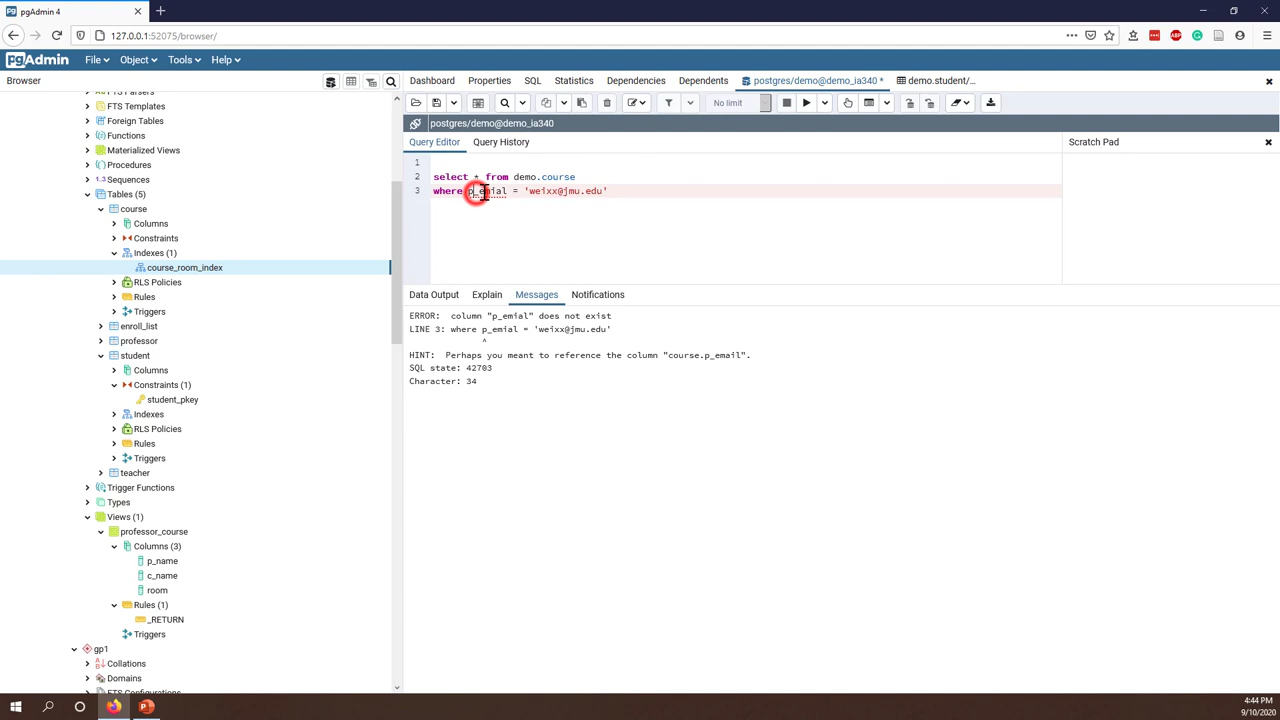 pgAdmin 4
127.0.0.1:52075/browser/
pgAdmin File Object Tools Help
Browser
Dashboard Properties SQL Statistics Dependencies Dependents postgres/demo@demo_ia340 * demo.student/...
FTS Parsers
FTS Templates
Foreign Tables
Functions
Materialized Views
Procedures
Sequences
Tables (5)
course
Columns
Constraints
Indexes (1)
course_room_index
RLS Policies
Rules
Triggers
enroll_list
professor
student
Columns
Constraints (1)
student_pkey
Indexes
RLS Policies
Rules
Triggers
teacher
Trigger Functions
Types
Views (1)
professor_course
Columns (3)
p_name
c_name
room
Rules (1)
_RETURN
Triggers
gp1
Collations
Domains
FTS Configurations
No limit
postgres/demo@demo_ia340
Query Editor Query History
Scratch Pad
1
2 select * from demo.course
3 where p_emial = 'weixx@jmu.edu'
Data Output Explain Messages Notifications
ERROR: column "p_emial" does not exist
LINE 3: where p_emial = 'weixx@jmu.edu'
^
HINT: Perhaps you meant to reference the column "course.p_email".
SQL state: 42703
Character: 34
4:44 PM
9/10/2020